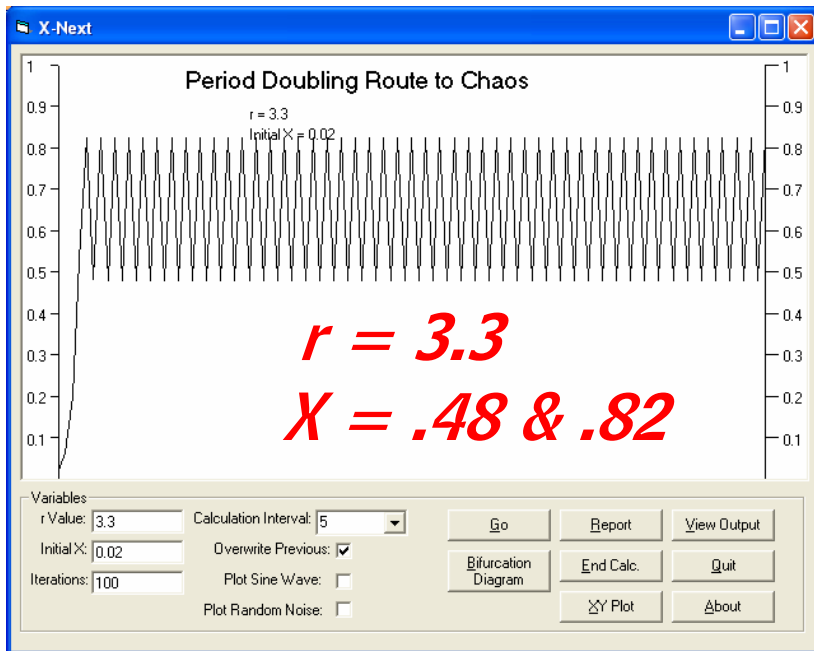 X-Next
Period Doubling Route to Chaos
r = 3.3
Initial X = 0.02
1 1
0.9 0.9
0.8 0.8
0.7 0.7
0.6 0.6
0.5 0.5
0.4 0.4
0.3 0.3
0.2 0.2
0.1 0.1
r = 3.3
X = .48 & .82
Variables
r Value: 3.3 Calculation Interval: 5 Go Report View Output
Initial X: 0.02 Overwrite Previous: Bifurcation Diagram End Calc. Quit
Iterations: 100 Plot Sine Wave:
Plot Random Noise: XY Plot About